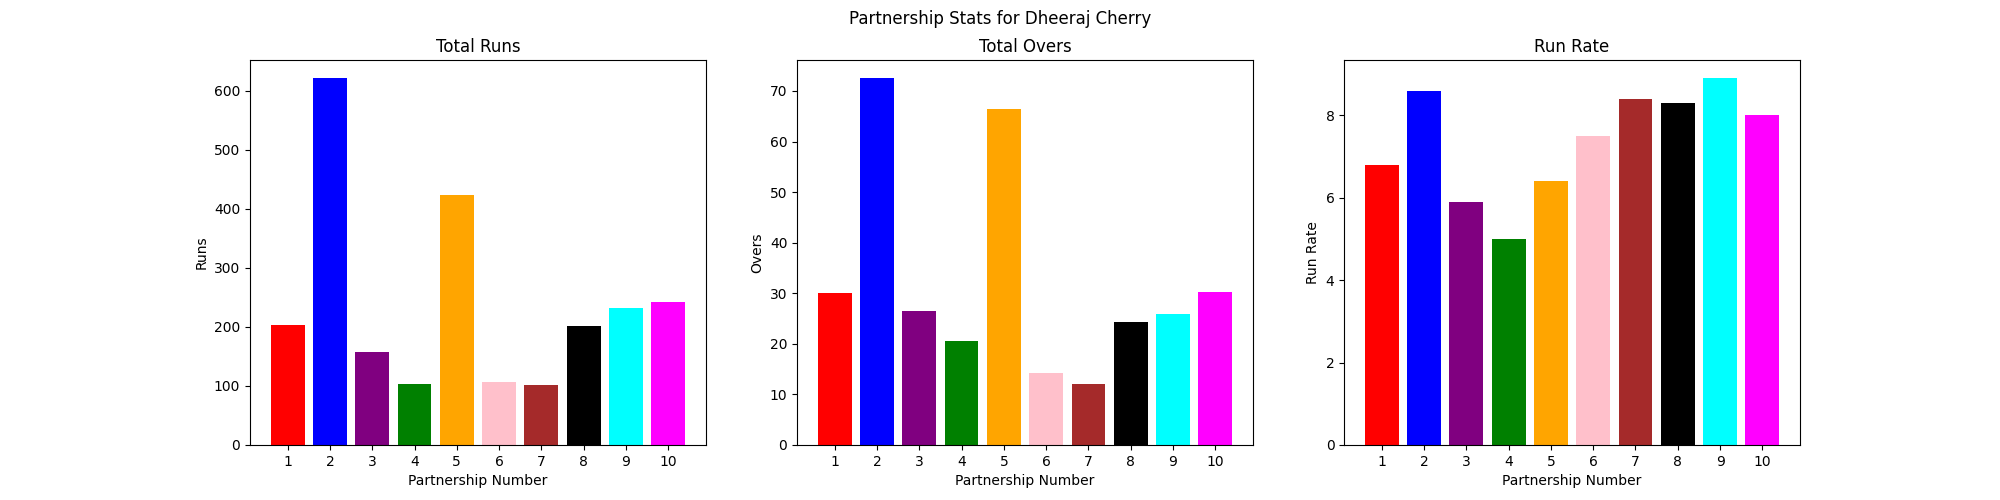 Partnership Stats for Dheeraj Cherry
Total Runs
600
500
400
300
200
100
0
Runs
1 2 3 4 5 6 7 8 9 10
Partnership Number
Total Overs
70
60
50
40
30
20
10
0
Overs
1 2 3 4 5 6 7 8 9 10
Partnership Number
Run Rate
8
6
4
2
0
Run Rate
1 2 3 4 5 6 7 8 9 10
Partnership Number